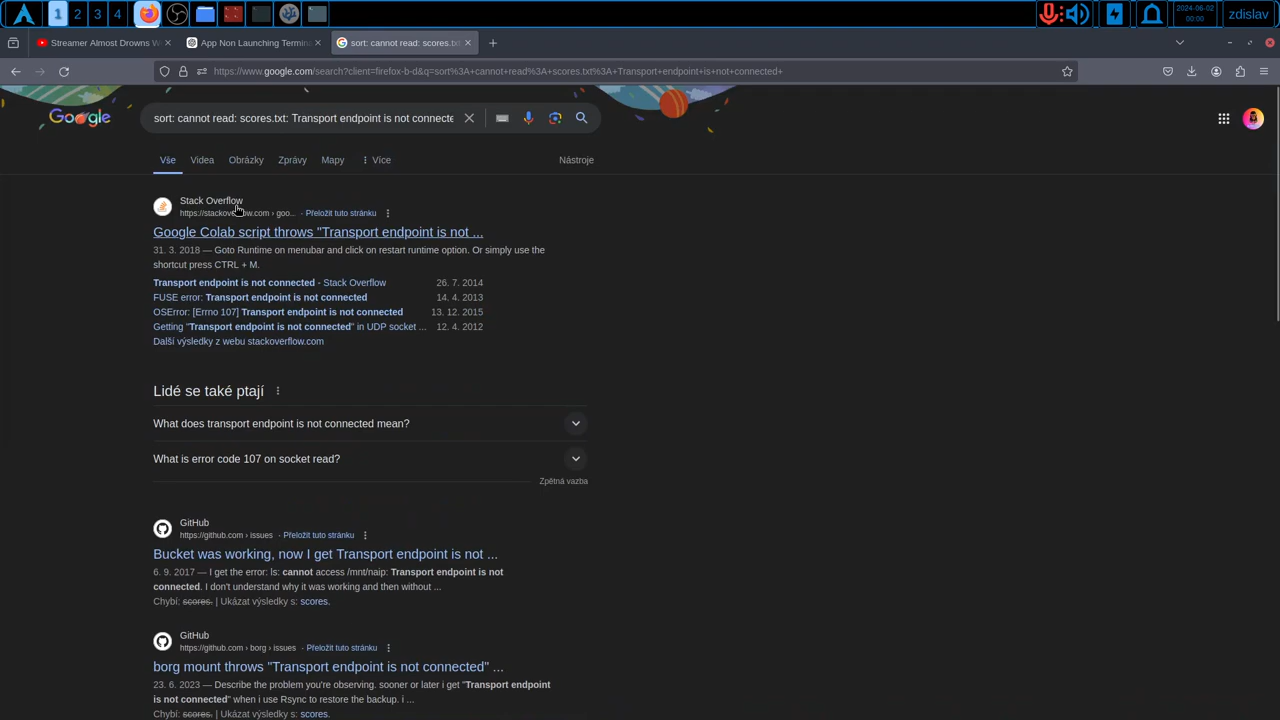 1 2 3 4
2024-06-02
00:00
zdislav
Streamer Almost Drowns W
App Non Launching Termina
sort: cannot read: scores.txt:
https://www.google.com/search?client=firefox-b-d&q=sort%3A+cannot+read%3A+scores.txt%3A+Transport+endpoint+is+not+connected+
Google
sort: cannot read: scores.txt: Transport endpoint is not connecte
Vše Videa Obrázky Zprávy Mapy Více Nástroje
Stack Overflow
https://stackoverflow.com › goo... · Přeložit tuto stránku
Google Colab script throws "Transport endpoint is not ...
31. 3. 2018 — Goto Runtime on menubar and click on restart runtime option. Or simply use the
shortcut press CTRL + M.
Transport endpoint is not connected - Stack Overflow 26. 7. 2014
FUSE error: Transport endpoint is not connected 14. 4. 2013
OSError: [Errno 107] Transport endpoint is not connected 13. 12. 2015
Getting "Transport endpoint is not connected" in UDP socket ... 12. 4. 2012
Další výsledky z webu stackoverflow.com
Lidé se také ptají
What does transport endpoint is not connected mean?
What is error code 107 on socket read?
Zpětná vazba
GitHub
https://github.com › issues · Přeložit tuto stránku
Bucket was working, now I get Transport endpoint is not ...
6. 9. 2017 — I get the error: ls: cannot access /mnt/naip: Transport endpoint is not
connected. I don't understand why it was working and then without ...
Chybí: scores. | Ukázat výsledky s: scores.
GitHub
https://github.com › borg › issues · Přeložit tuto stránku
borg mount throws "Transport endpoint is not connected" ...
23. 6. 2023 — Describe the problem you're observing. sooner or later i get "Transport endpoint
is not connected" when i use Rsync to restore the backup. i ...
Chybí: scores. | Ukázat výsledky s: scores.